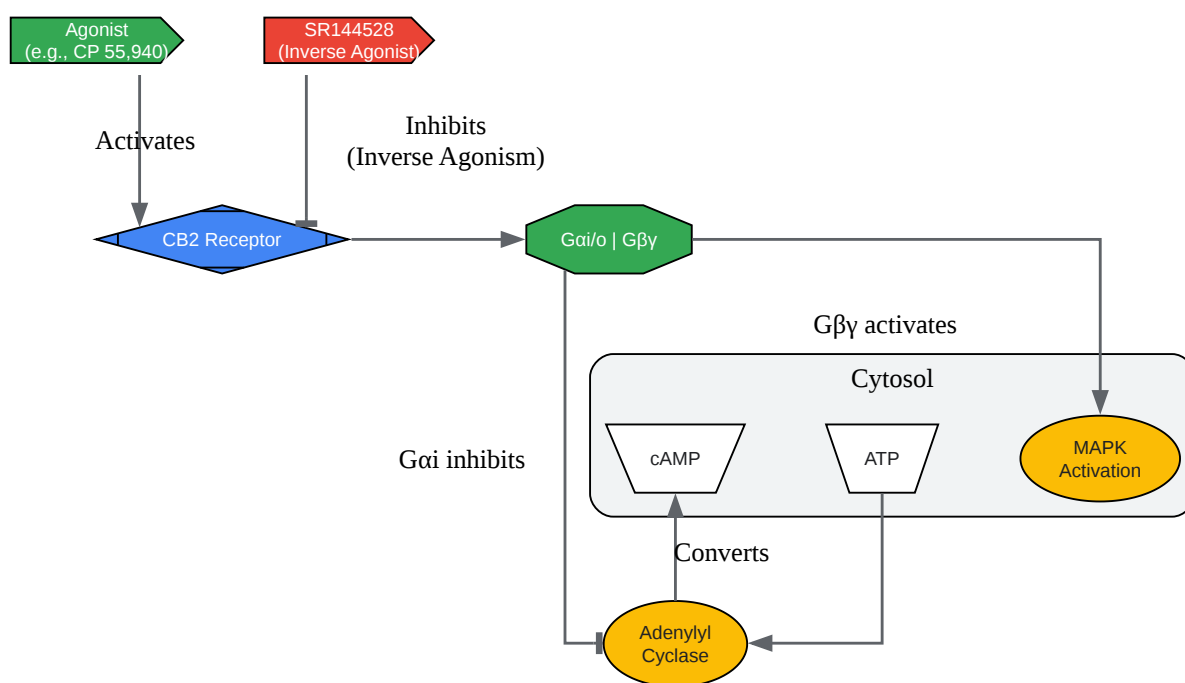 Agonist
(e.g., CP 55,940)
SR144528
(Inverse Agonist)
Activates
Inhibits
(Inverse Agonism)
CB2 Receptor
Gαi/o | Gβγ
Gβγ activates
Cytosol
Gαi inhibits
cAMP
ATP
MAPK
Activation
Converts
Adenylyl
Cyclase